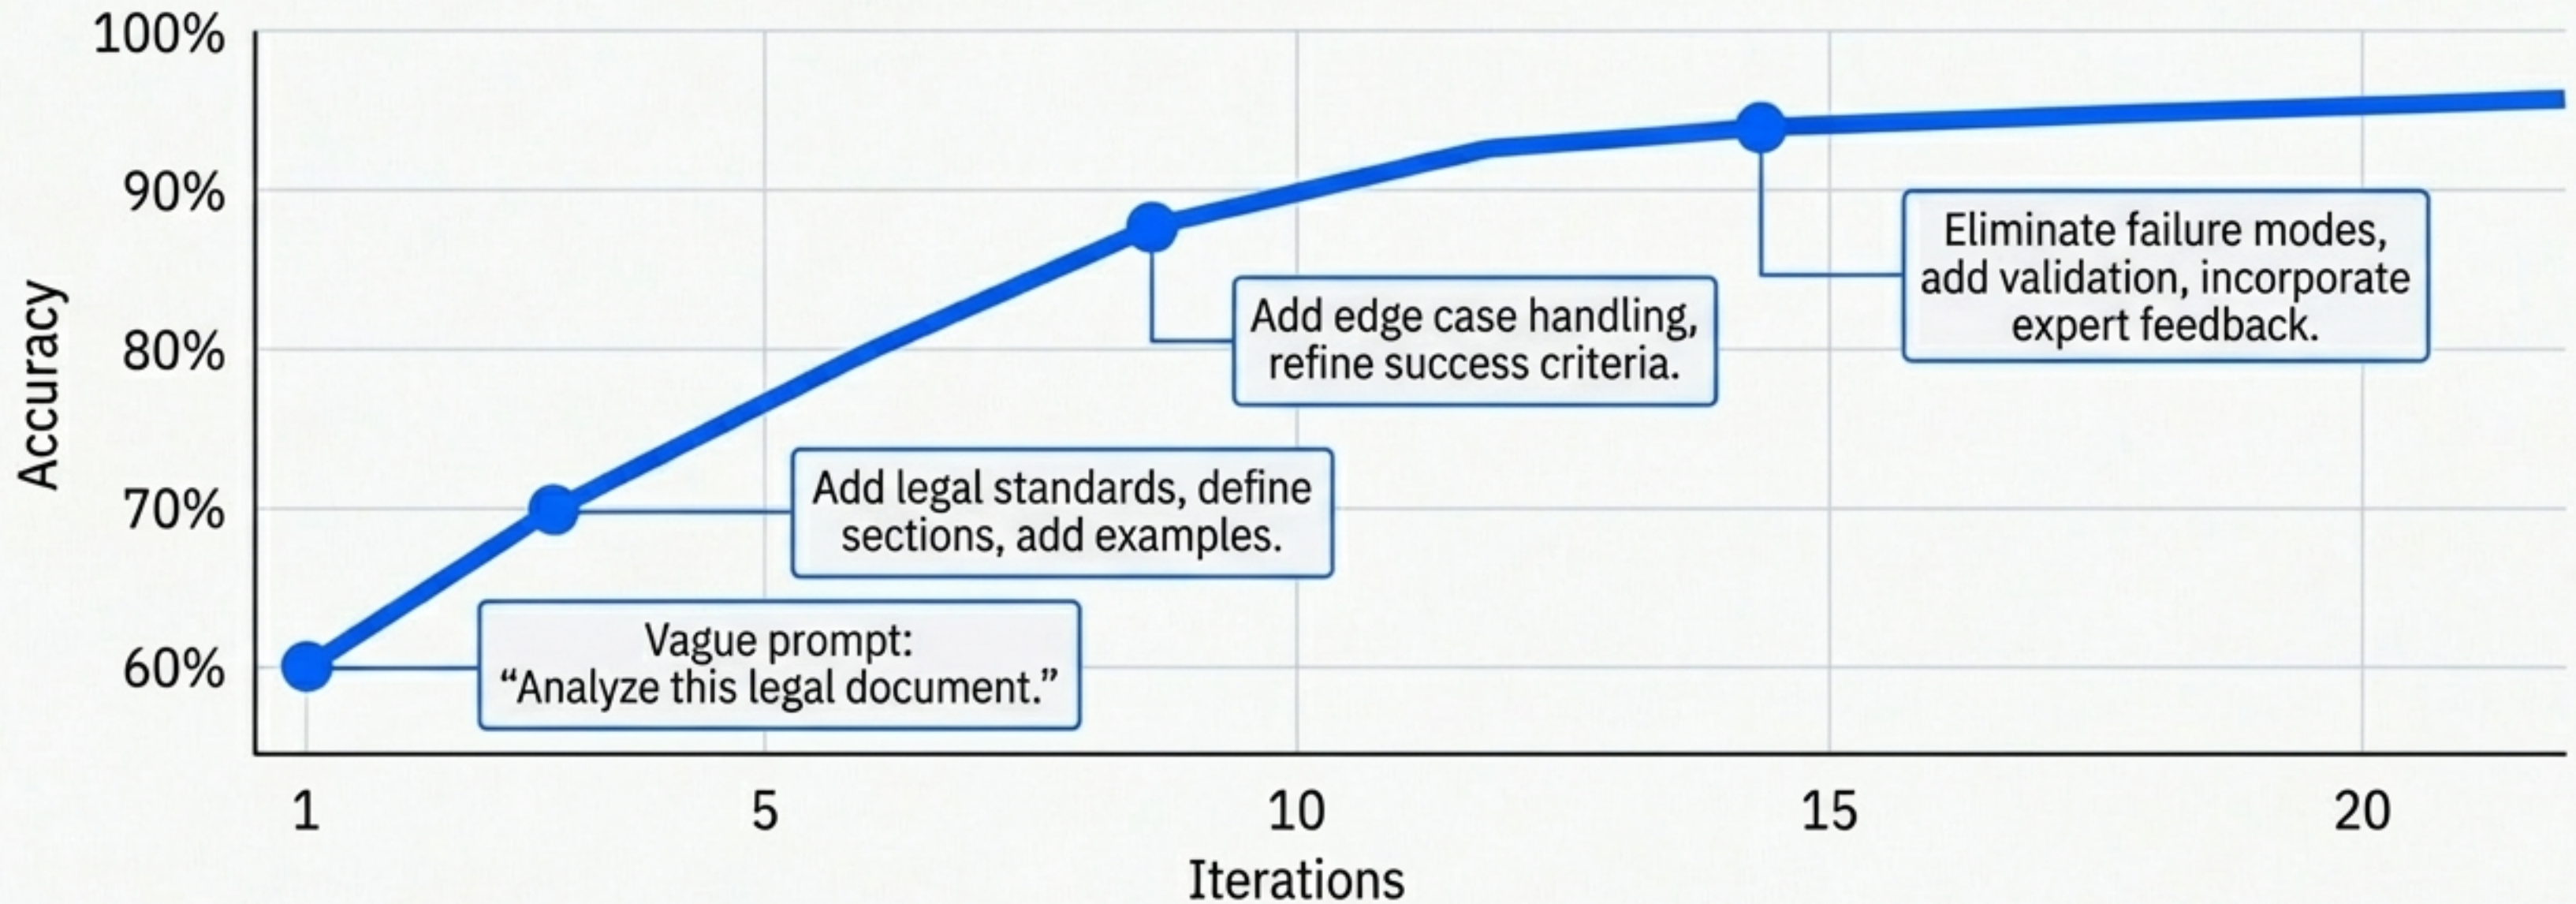 100%
90%
80%
70%
60%
Accuracy
Vague prompt:
“Analyze this legal document.”
Add legal standards, define
sections, add examples.
Add edge case handling,
refine success criteria.
Eliminate failure modes,
add validation, incorporate
expert feedback.
1 5 10 15 20
Iterations